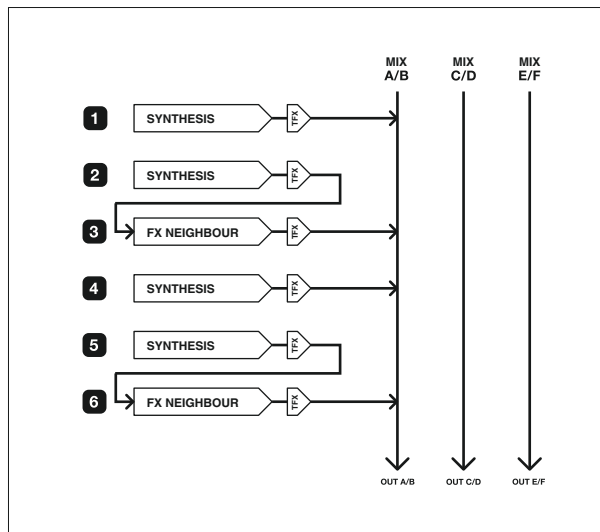 MIX MIX MIX
A/B C/D E/F
1 SYNTHESIS TFX
2 SYNTHESIS TFX
3 FX NEIGHBOUR TFX
4 SYNTHESIS TFX
5 SYNTHESIS TFX
6 FX NEIGHBOUR TFX
OUT A/B OUT C/D OUT E/F